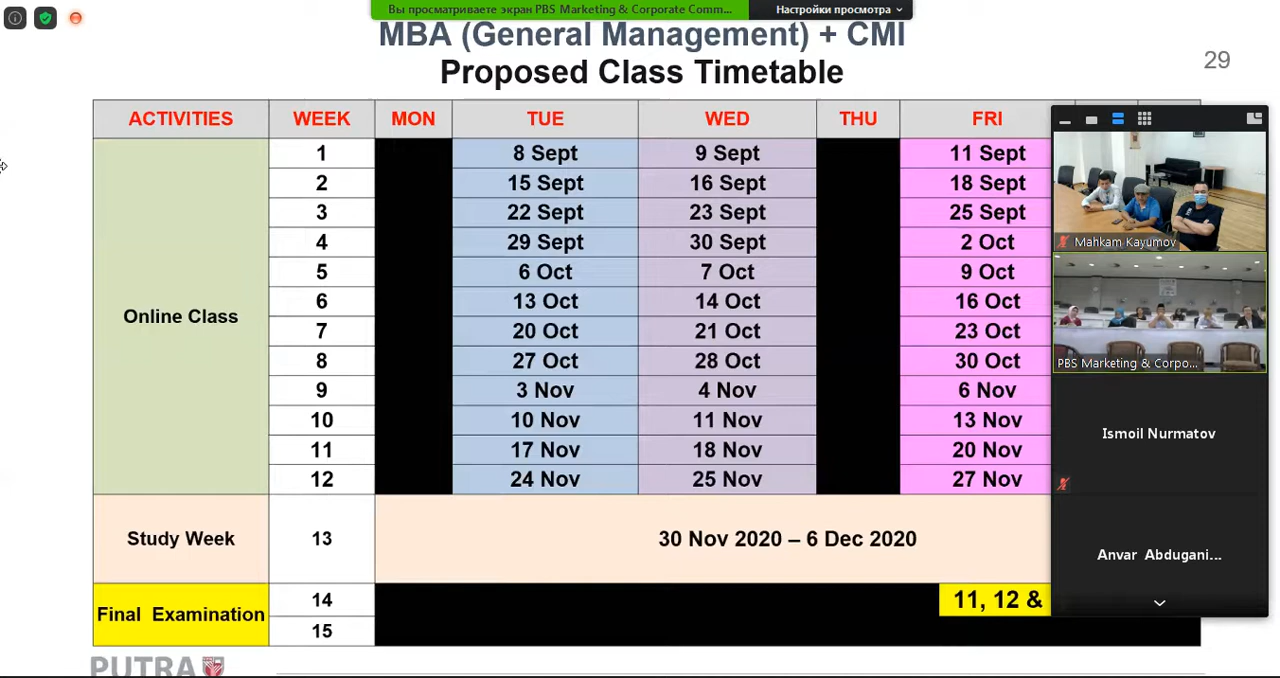 Вы просматриваете экран PBS Marketing & Corporate Comm...
Настройки просмотра
MBA (General Management) + CMI
Proposed Class Timetable
29
ACTIVITIES WEEK MON TUE WED THU FRI
1 8 Sept 9 Sept 11 Sept
2 15 Sept 16 Sept 18 Sept
3 22 Sept 23 Sept 25 Sept
4 29 Sept 30 Sept 2 Oct
5 6 Oct 7 Oct 9 Oct
6 13 Oct 14 Oct 16 Oct
Online Class
7 20 Oct 21 Oct 23 Oct
8 27 Oct 28 Oct 30 Oct
9 3 Nov 4 Nov 6 Nov
10 10 Nov 11 Nov 13 Nov
11 17 Nov 18 Nov 20 Nov
12 24 Nov 25 Nov 27 Nov
Study Week 13 30 Nov 2020 – 6 Dec 2020
Final Examination
14 11, 12 &
15
PUTRA
Mahkam Kayumov
PBS Marketing & Corpo...
Ismoil Nurmatov
Anvar Abdugani...